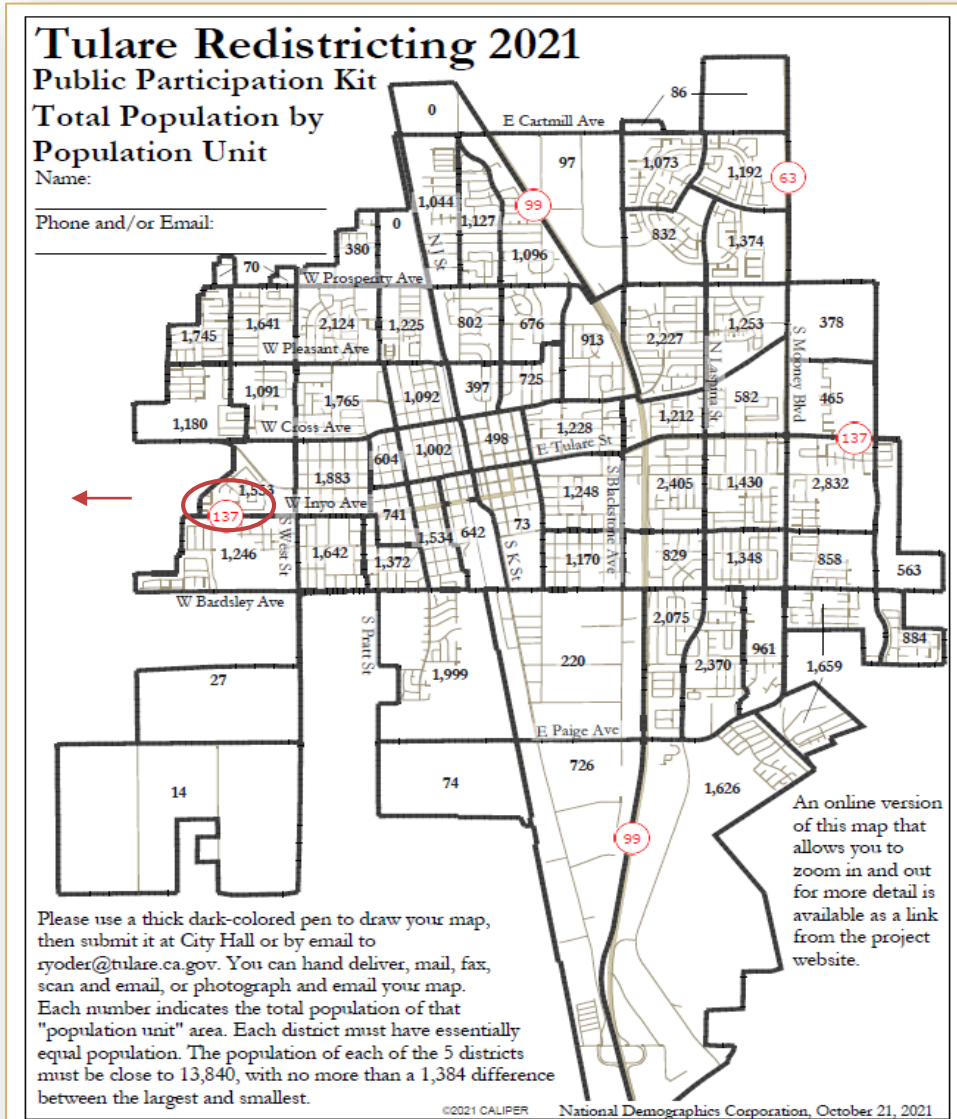 Tulare Redistricting 2021
Public Participation Kit
Total Population by
Population Unit
Name:
Phone and/or Email:
86
0
E Cartmill Ave
97
1,073
1,192
63
99
1,044
1,127
0
832
1,374
380
N J St
1,096
70
W Prosperity Ave
1,745
1,641
2,124
1,225
802
676
913
2,227
1,253
378
W Pleasant Ave
N Laspina St
S Mooney Blvd
1,091
1,765
1,092
397
725
582
465
1,180
1,212
W Cross Ave
1,228
498
E Tulare St
137
604
1,002
1,883
1,553
W Inyo Ave
1,248
S Blackstone Ave
2,405
1,430
2,832
137
741
1,534
642
73
S West St
S K St
1,246
1,642
1,372
1,170
829
1,348
858
563
W Bardsley Ave
S Pratt St
2,075
961
884
1,659
2,370
220
1,999
27
E Paige Ave
726
74
1,626
14
99
An online version
of this map that
allows you to
zoom in and out
for more detail is
available as a link
from the project
website.
Please use a thick dark-colored pen to draw your map,
then submit it at City Hall or by email to
ryoder@tulare.ca.gov. You can hand deliver, mail, fax,
scan and email, or photograph and email your map.
Each number indicates the total population of that
"population unit" area. Each district must have essentially
equal population. The population of each of the 5 districts
must be close to 13,840, with no more than a 1,384 difference
between the largest and smallest.
©2021 CALIPER
National Demographics Corporation, October 21, 2021